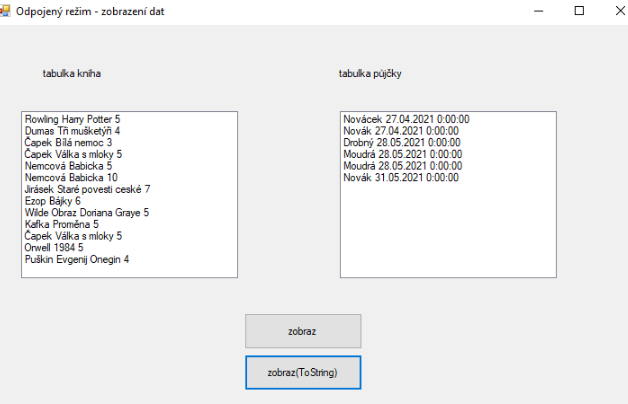 Odpojený režim - zobrazení dat
tabulka kniha
tabulka půjčky
Rowling Harry Potter 5
Dumas Tři mušketýři 4
Čapek Bílá nemoc 3
Čapek Válka s mloky 5
Nemcová Babicka 5
Nemcová Babicka 10
Jirásek Staré povesti ceské 7
Ezop Bájky 6
Wilde Obraz Doriana Graye 5
Kafka Proměna 5
Čapek Válka s mloky 5
Orwell 1984 5
Puškin Evgenij Onegin 4
Novácek 27.04.2021 0:00:00
Novák 27.04.2021 0:00:00
Drobný 28.05.2021 0:00:00
Moudrá 28.05.2021 0:00:00
Moudrá 28.05.2021 0:00:00
Novák 31.05.2021 0:00:00
zobraz
zobraz(ToString)